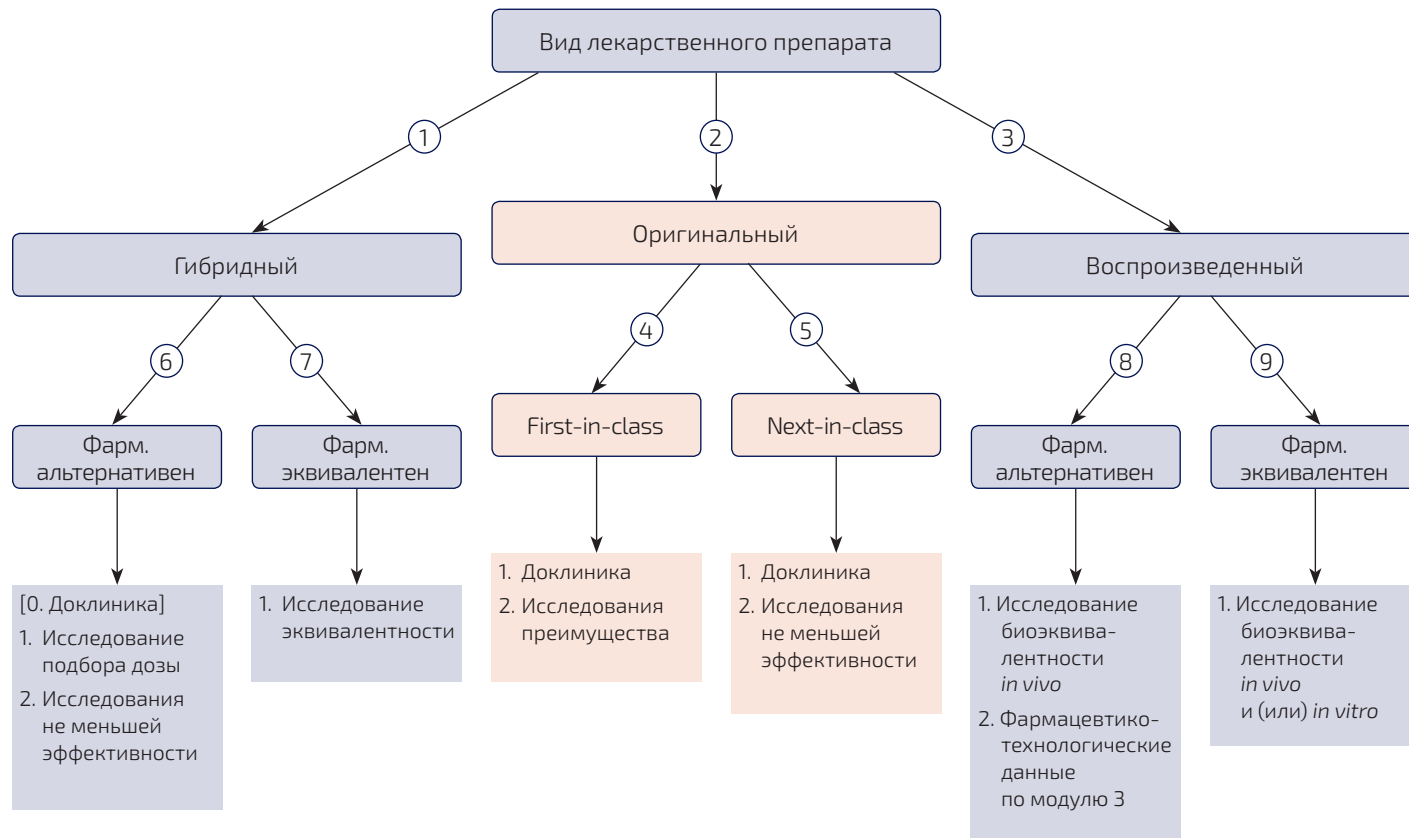 Вид лекарственного препарата
1
2
3
Гибридный
Оригинальный
Воспроизведенный
6
7
4
5
8
9
Фарм.
альтернативен
Фарм.
эквивалентен
First-in-class
Next-in-class
Фарм.
альтернативен
Фарм.
эквивалентен
[0. Доклиника]
1. Исследование
подбора дозы
2. Исследования
не меньшей
эффективности
1. Исследование
эквивалентности
1. Доклиника
2. Исследования
преимущества
1. Доклиника
2. Исследования
не меньшей
эффективности
1. Исследование
биоэквива-
лентности
in vivo
2. Фармацевтико-
технологические
данные
по модулю 3
1. Исследование
биоэквива-
лентности
in vivo
и (или) in vitro